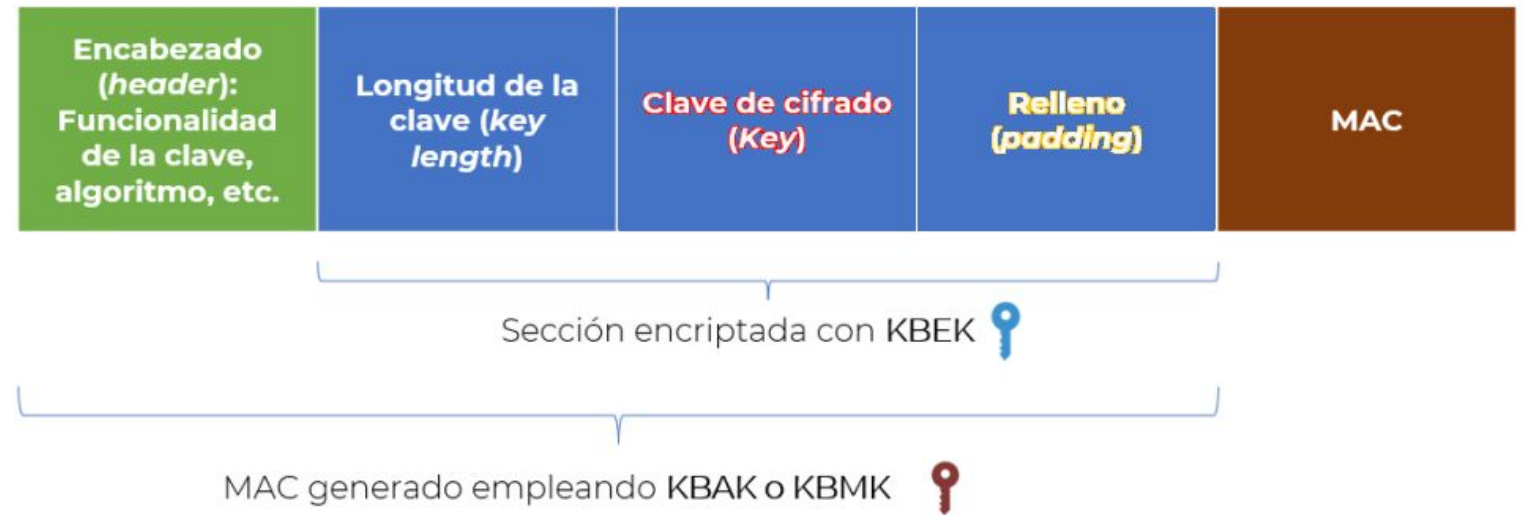 Encabezado
(header):
Funcionalidad
de la clave,
algoritmo, etc.
Longitud de la
clave (key
length)
Clave de cifrado
(Key)
Relleno
(padding)
MAC
Sección encriptada con KBEK
MAC generado empleando KBAK o KBMK